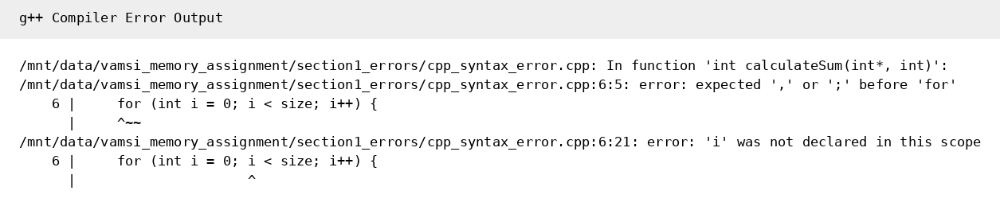 g++ Compiler Error Output
/mnt/data/vamsi_memory_assignment/section1_errors/cpp_syntax_error.cpp: In function 'int calculateSum(int*, int)':
/mnt/data/vamsi_memory_assignment/section1_errors/cpp_syntax_error.cpp:6:5: error: expected ',' or ';' before 'for'
    6 |     for (int i = 0; i < size; i++) {
      |     ^~~
/mnt/data/vamsi_memory_assignment/section1_errors/cpp_syntax_error.cpp:6:21: error: 'i' was not declared in this scope
    6 |     for (int i = 0; i < size; i++) {
      |                     ^